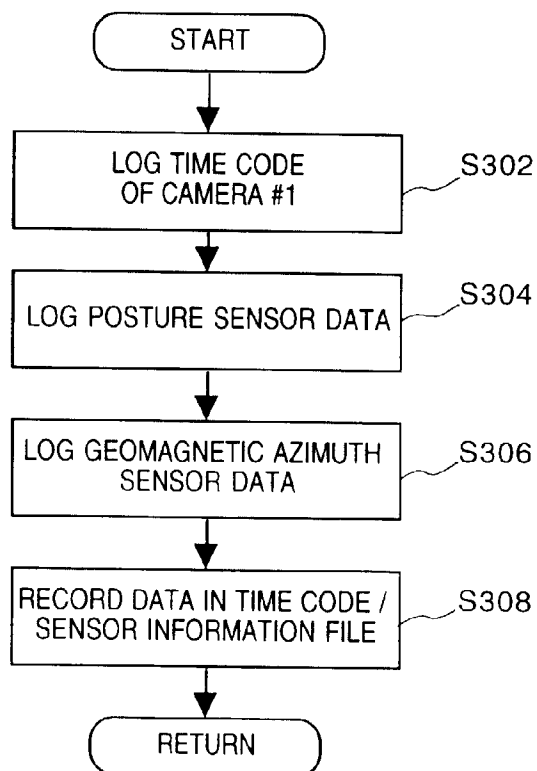 START
LOG TIME CODE
OF CAMERA #1
S302
LOG POSTURE SENSOR DATA
S304
LOG GEOMAGNETIC AZIMUTH
SENSOR DATA
S306
RECORD DATA IN TIME CODE /
SENSOR INFORMATION FILE
S308
RETURN